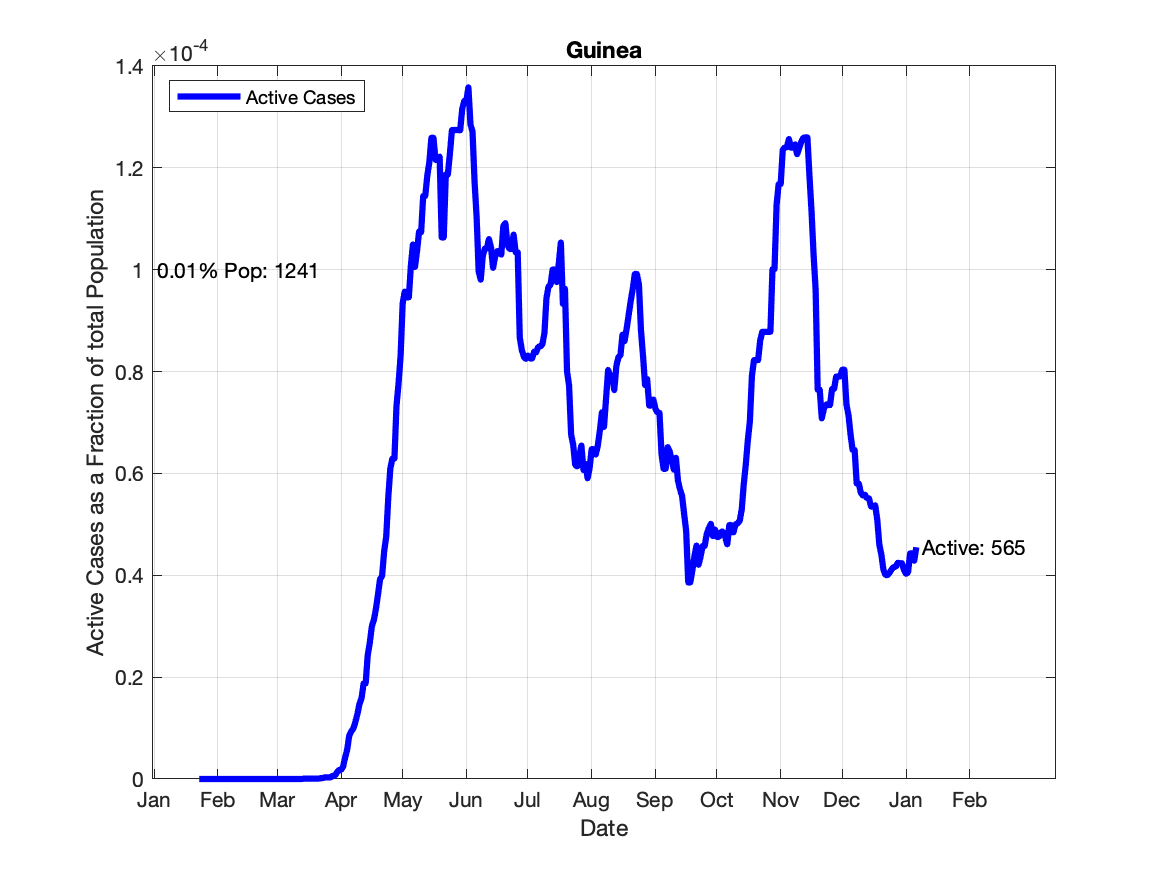 Guinea
×10⁻⁴
Active Cases
Active Cases as a Fraction of total Population
1.4
1.2
1
0.8
0.6
0.4
0.2
0
0.01% Pop: 1241
Active: 565
Jan Feb Mar Apr May Jun Jul Aug Sep Oct Nov Dec Jan Feb
Date